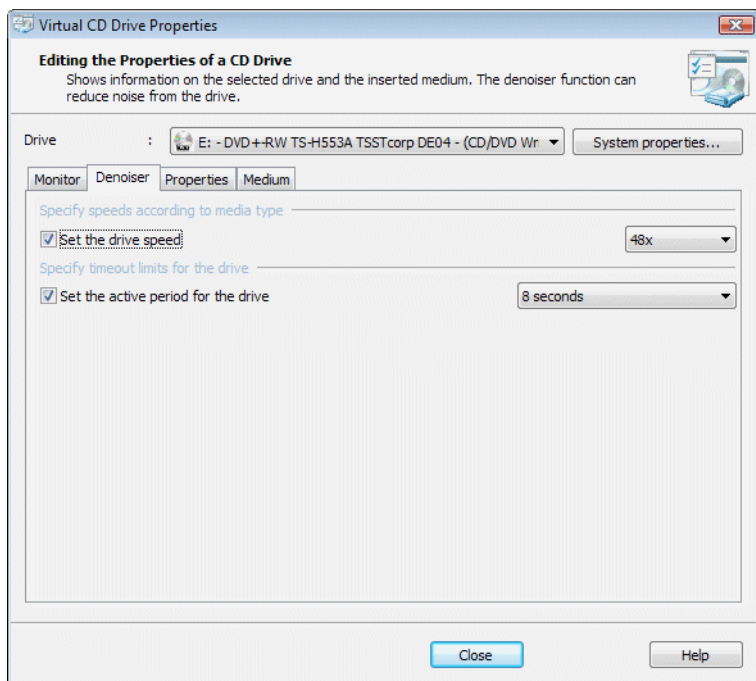 Virtual CD Drive Properties
Editing the Properties of a CD Drive
Shows information on the selected drive and the inserted medium. The denoiser function can
reduce noise from the drive.
Drive : E: - DVD+-RW TS-H553A TSSTcorp DE04 - (CD/DVD Wr System properties...
Monitor Denoiser Properties Medium
Specify speeds according to media type
Set the drive speed 48x
Specify timeout limits for the drive
Set the active period for the drive 8 seconds
Close Help